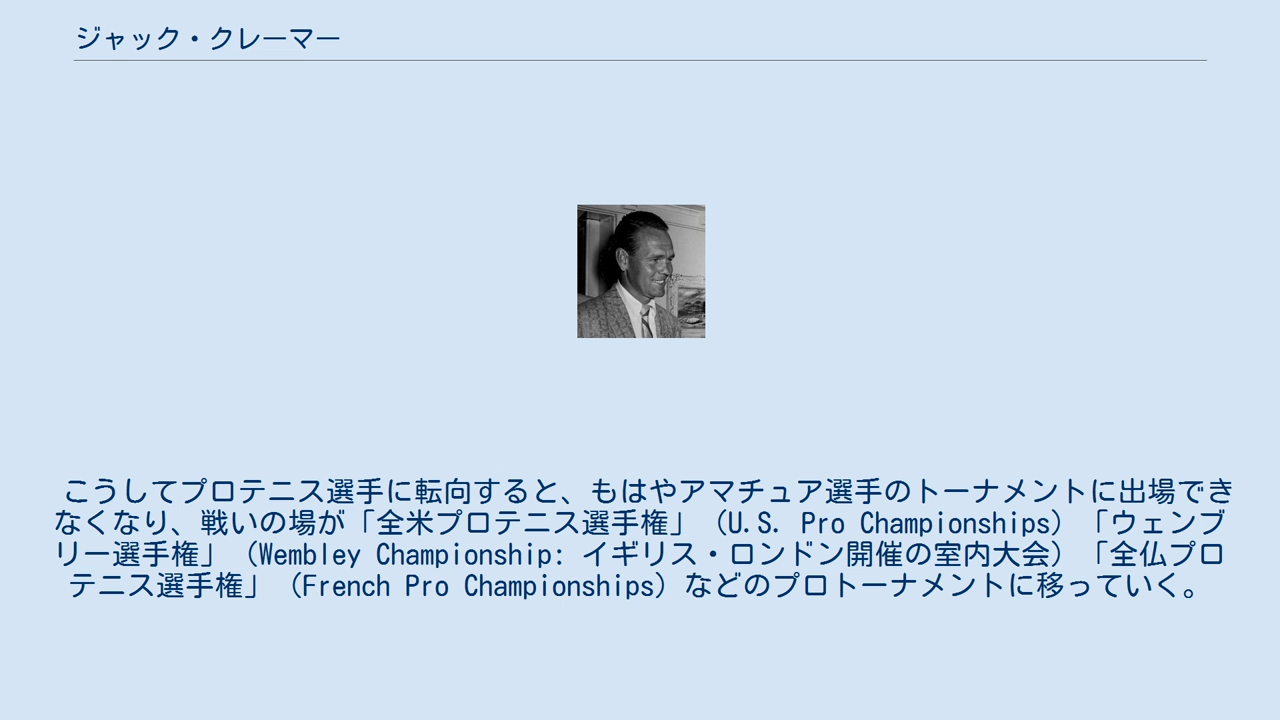 ジャック・クレーマー
こうしてプロテニス選手に転向すると、もはやアマチュア選手のトーナメントに出場でき
なくなり、戦いの場が「全米プロテニス選手権」（U.S. Pro Championships）「ウェンブ
リー選手権」（Wembley Championship: イギリス・ロンドン開催の室内大会）「全仏プロ
テニス選手権」（French Pro Championships）などのプロトーナメントに移っていく。